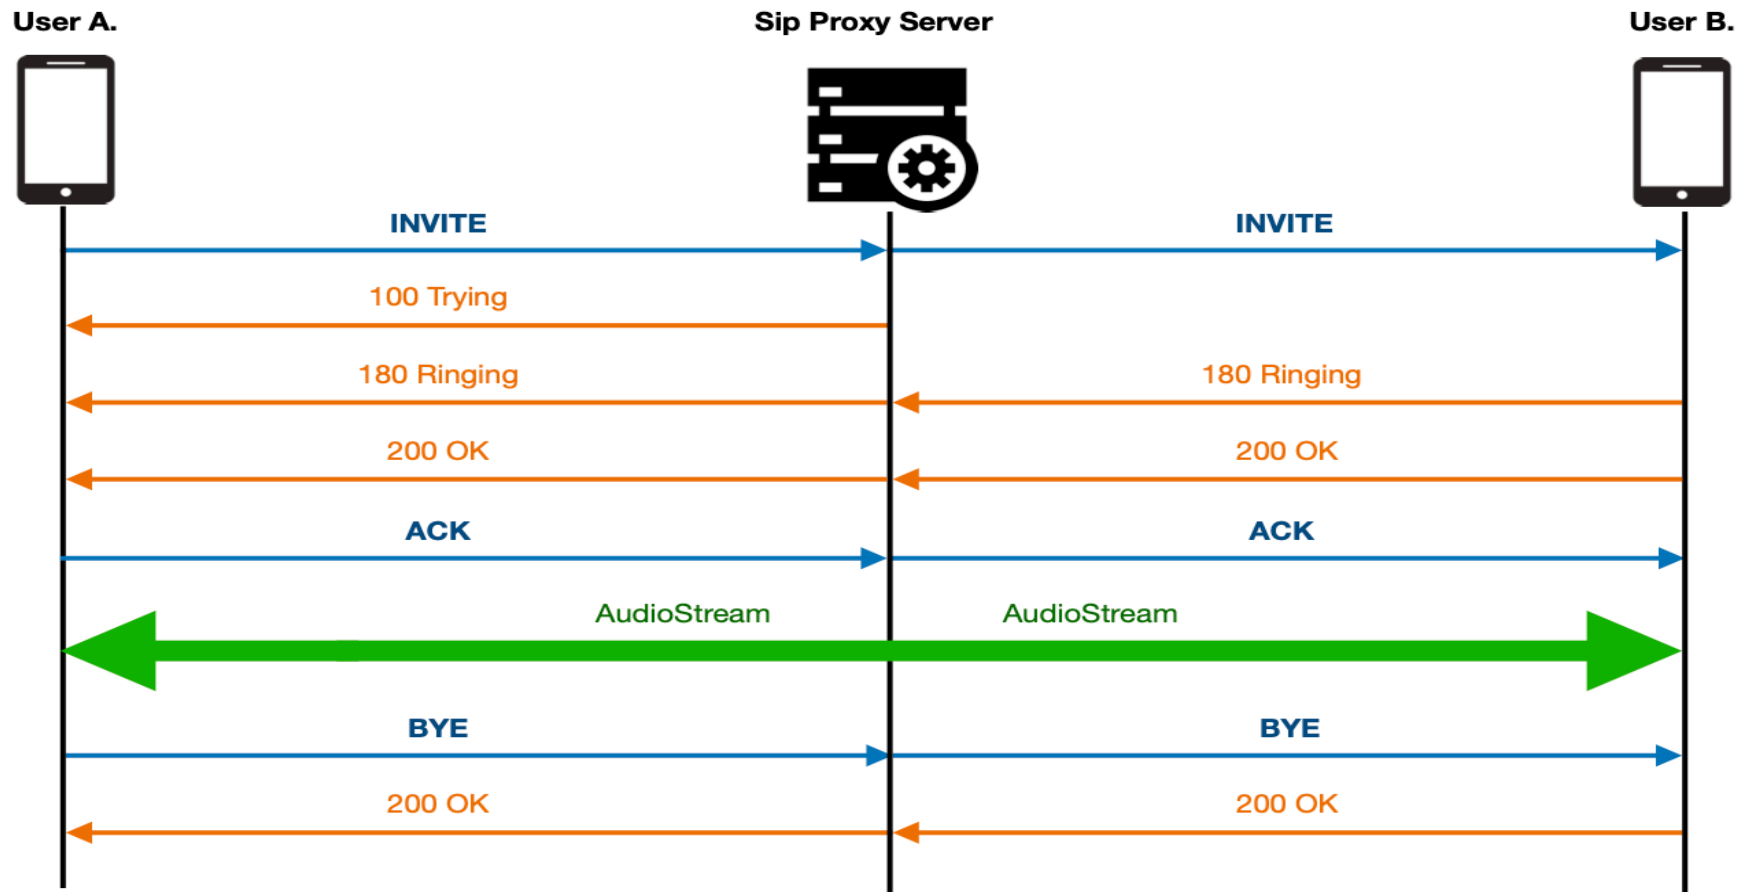 User A.
Sip Proxy Server
User B.
INVITE
INVITE
100 Trying
180 Ringing
180 Ringing
200 OK
200 OK
ACK
ACK
AudioStream
AudioStream
BYE
BYE
200 OK
200 OK